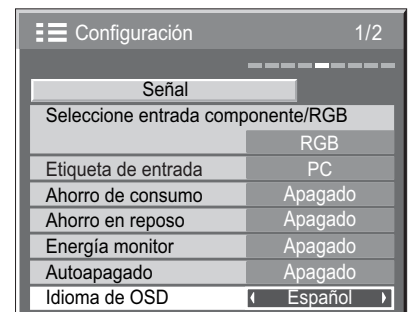 Configuración 1/2
Señal
Seleccione entrada componente/RGB
RGB
Etiqueta de entrada PC
Ahorro de consumo Apagado
Ahorro en reposo Apagado
Energía monitor Apagado
Autoapagado Apagado
Idioma de OSD Español